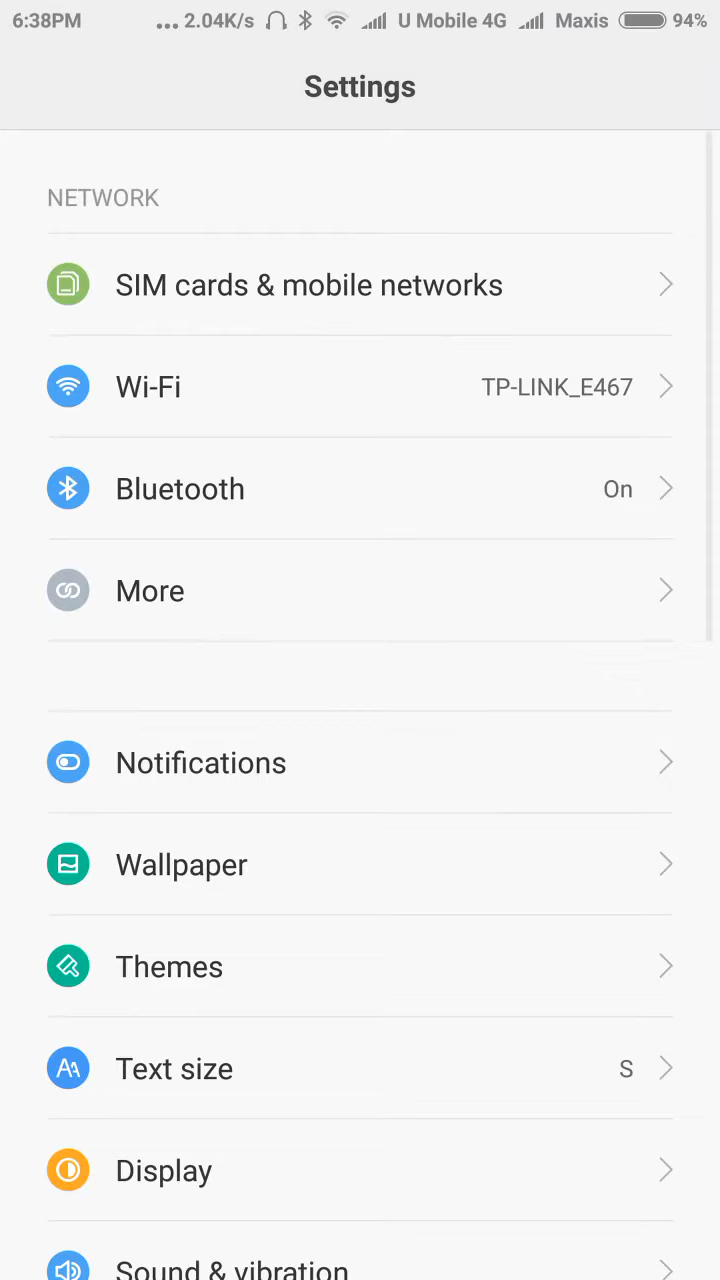 6:38PM ... 2.04K/s U Mobile 4G Maxis 94%
Settings
NETWORK
SIM cards & mobile networks
Wi-Fi TP-LINK_E467
Bluetooth On
More
Notifications
Wallpaper
Themes
Text size S
Display
Sound & vibration